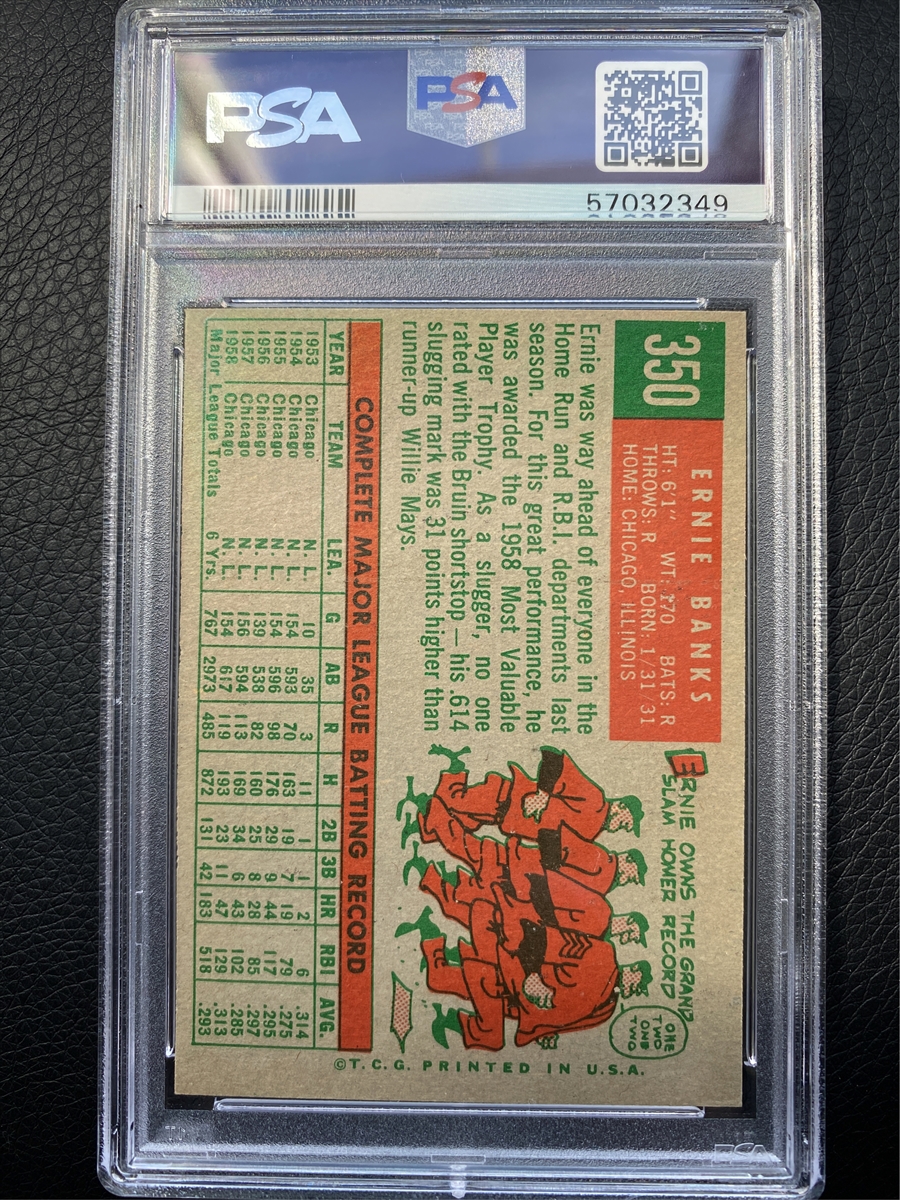 PSA
PSA
57032349
350
ERNIE BANKS
HT: 6'1" WT: 170 BATS: R
THROWS: R BORN: 1/31/31
HOME: CHICAGO, ILLINOIS
Ernie was way ahead of everyone in the
Home Run and R.B.I. departments last
season. For this great performance, he
was awarded the 1958 Most Valuable
Player Trophy. As a slugger, no one
rated with the Bruin shortstop — his .614
slugging mark was 31 points higher than
runner-up Willie Mays.
ERNIE OWNS THE GRAND
SLAM HOMER RECORD
ONE
TWO
ONE
TWO
COMPLETE MAJOR LEAGUE BATTING RECORD
YEAR TEAM LEA. G AB R H 2B 3B HR RBI AVG.
1953 Chicago N. L. 10 35 3 11 1 1 2 6 .314
1954 Chicago N. L. 154 593 70 163 19 7 19 79 .275
1955 Chicago N. L. 154 596 98 176 29 9 44 117 .295
1956 Chicago N. L. 139 538 82 160 25 8 28 85 .297
1957 Chicago N. L. 156 594 113 169 34 6 43 102 .285
1958 Chicago N. L. 154 617 119 193 23 11 47 129 .313
Major League Totals 6 Yrs. 767 2973 485 872 131 42 183 518 .293
© T. C. G. PRINTED IN U.S.A.
PSA